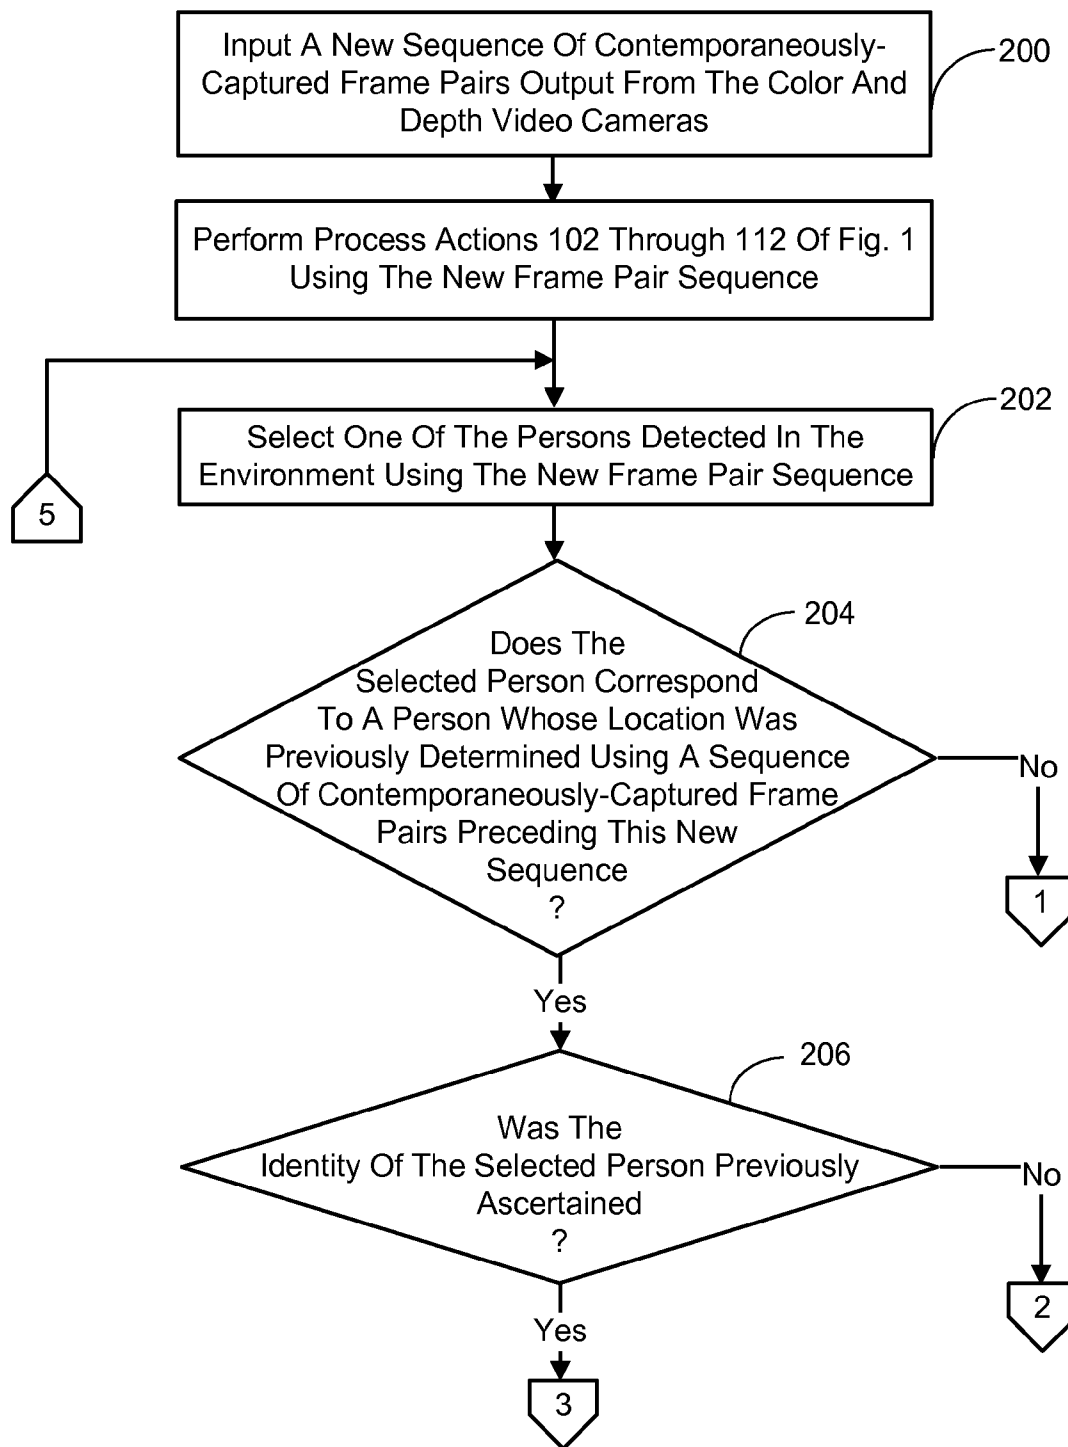 Input A New Sequence Of Contemporaneously-
Captured Frame Pairs Output From The Color And
Depth Video Cameras
200
Perform Process Actions 102 Through 112 Of Fig. 1
Using The New Frame Pair Sequence
202
Select One Of The Persons Detected In The
Environment Using The New Frame Pair Sequence
5
204
Does The
Selected Person Correspond
To A Person Whose Location Was
Previously Determined Using A Sequence
Of Contemporaneously-Captured Frame
Pairs Preceding This New
Sequence
?
No
1
Yes
206
Was The
Identity Of The Selected Person Previously
Ascertained
?
No
2
Yes
3